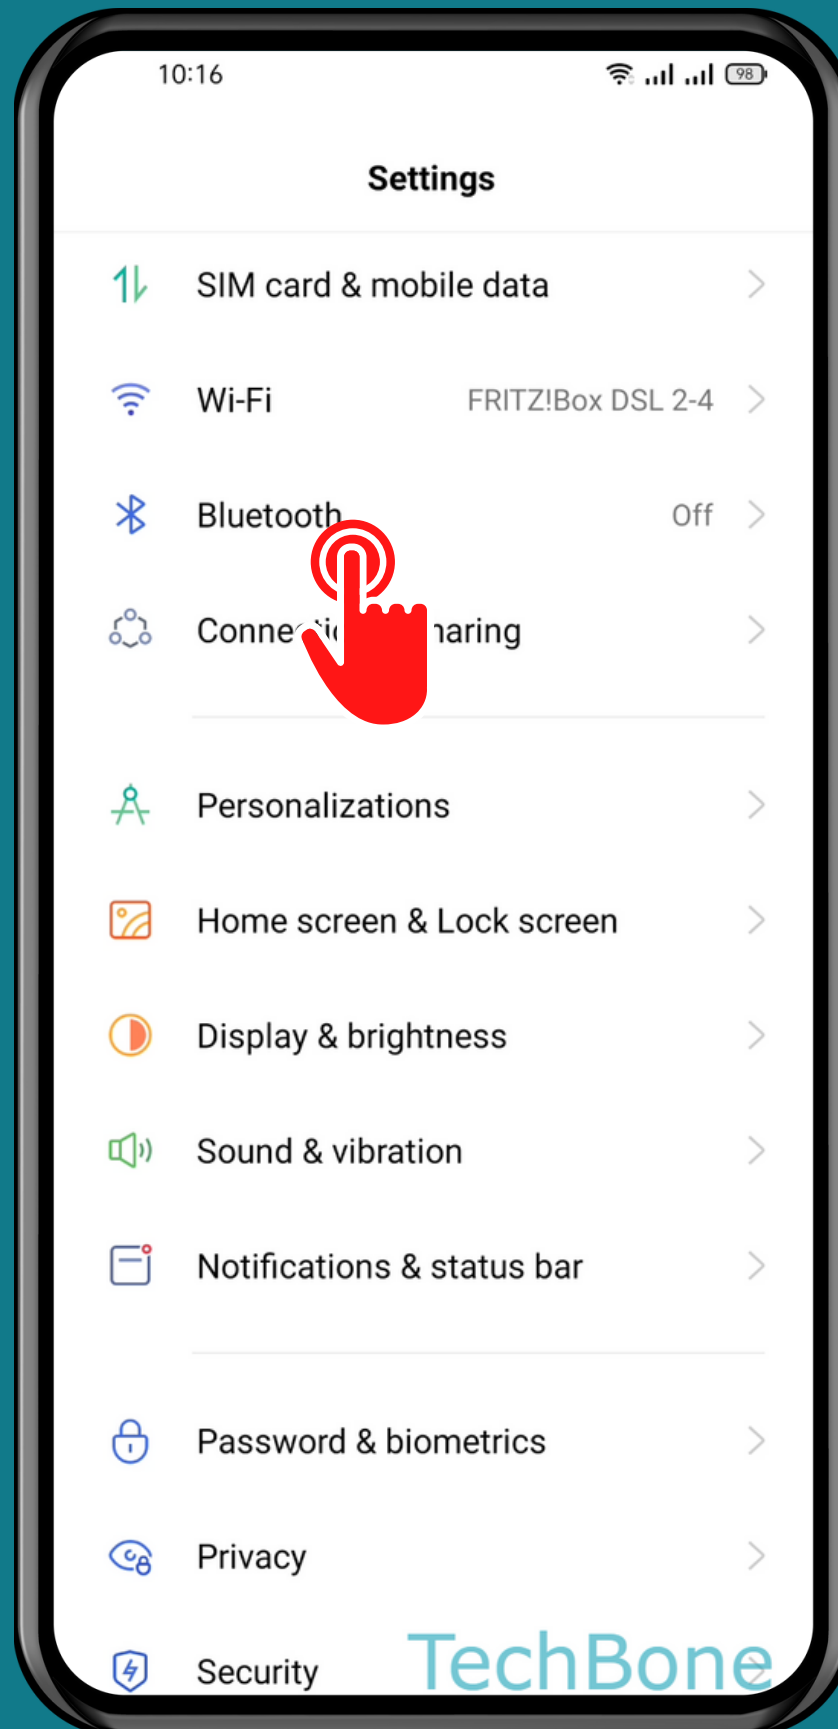 10:16
98
Settings
SIM card & mobile data
Wi-Fi FRITZ!Box DSL 2-4
Bluetooth Off
haring
Personalizations
Home screen & Lock screen
Display & brightness
Sound & vibration
Notifications & status bar
Password & biometrics
Privacy
Security
TechBone